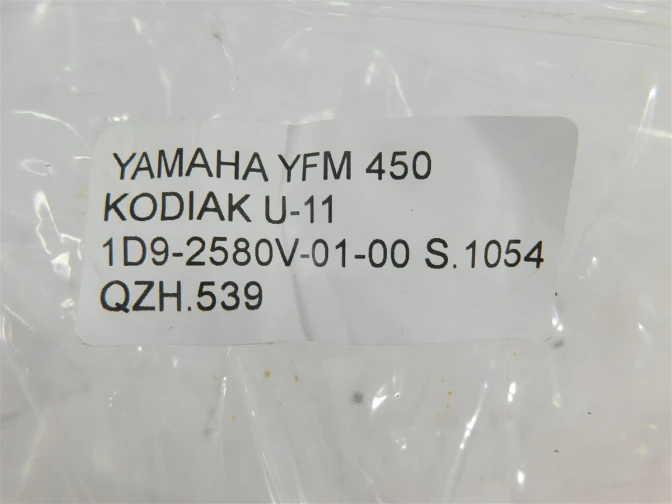 YAMAHA YFM 450
KODIAK U-11
1D9-2580V-01-00 S.1054
QZH.539